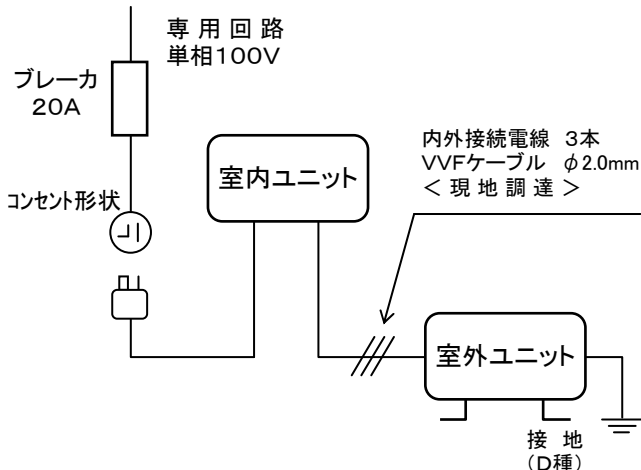 専用回路
単相100V
ブレーカ
20A
コンセント形状
室内ユニット
内外接続電線 3本
VVFケーブル φ2.0mm
<現地調達>
室外ユニット
接地
(D種)